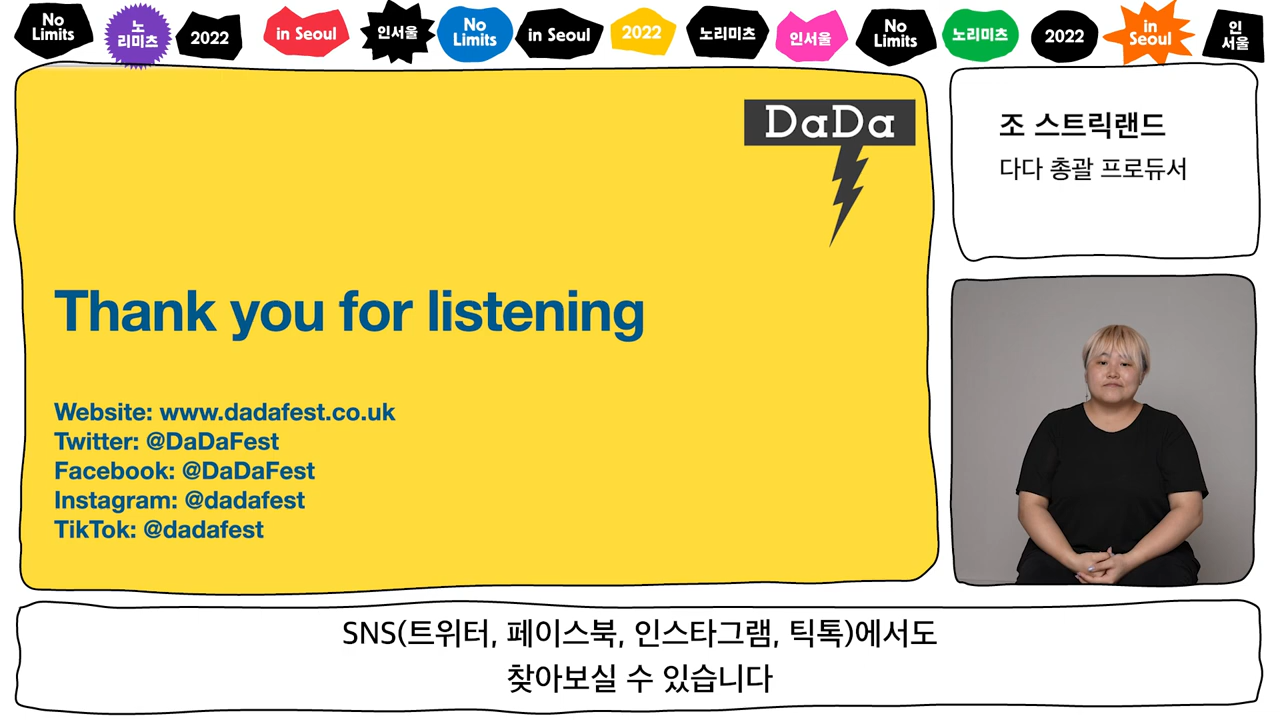 No
Limits
노
리미츠
2022
in Seoul
인서울
No
Limits
in Seoul
2022
노리미츠
인서울
No
Limits
노리미츠
2022
in
Seoul
인
서울
DaDa
Thank you for listening
Website: www.dadafest.co.uk
Twitter: @DaDaFest
Facebook: @DaDaFest
Instagram: @dadafest
TikTok: @dadafest
조 스트릭랜드
다다 총괄 프로듀서
SNS(트위터, 페이스북, 인스타그램, 틱톡)에서도
찾아보실 수 있습니다